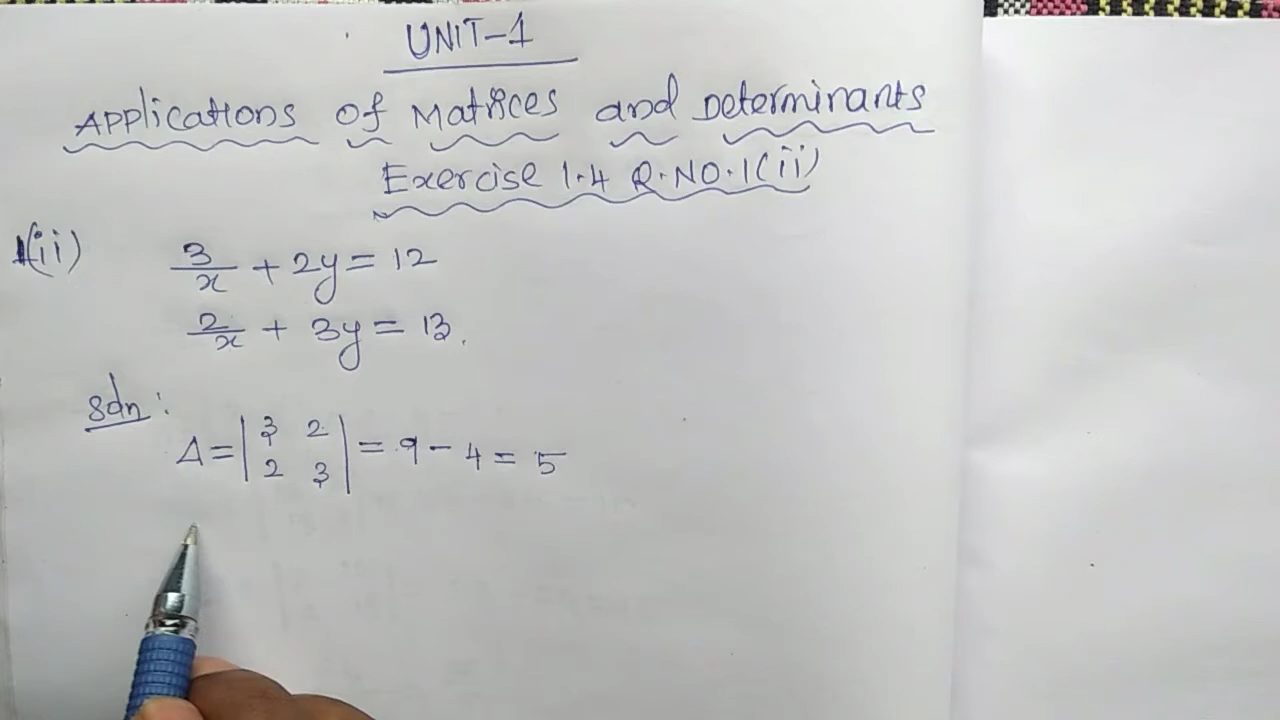 UNIT-1
Applications of Matrices and Determinants
Exercise 1.4 Q.NO.1(ii)
1(ii) 3/x + 2y = 12
2/x + 3y = 13.
Soln:
Δ = | 3 2 | = 9 - 4 = 5
| 2 3 |